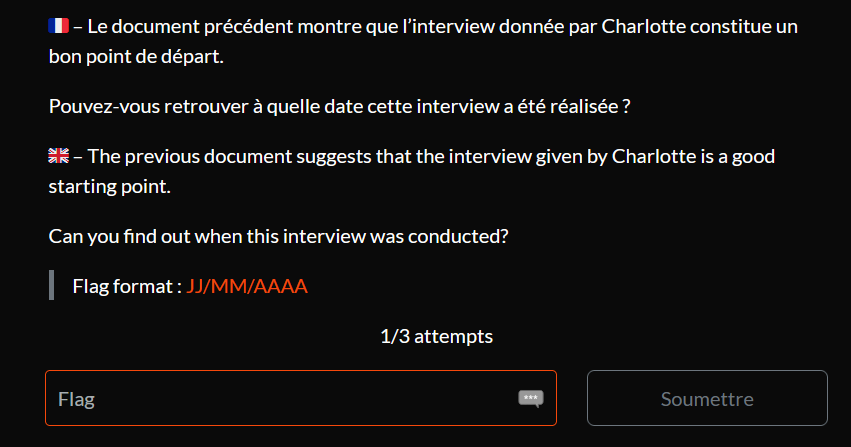 🇫🇷 – Le document précédent montre que l’interview donnée par Charlotte constitue un
bon point de départ.
Pouvez-vous retrouver à quelle date cette interview a été réalisée ?
🇬🇧 – The previous document suggests that the interview given by Charlotte is a good
starting point.
Can you find out when this interview was conducted?
Flag format : JJ/MM/AAAA
1/3 attempts
Flag
Soumettre